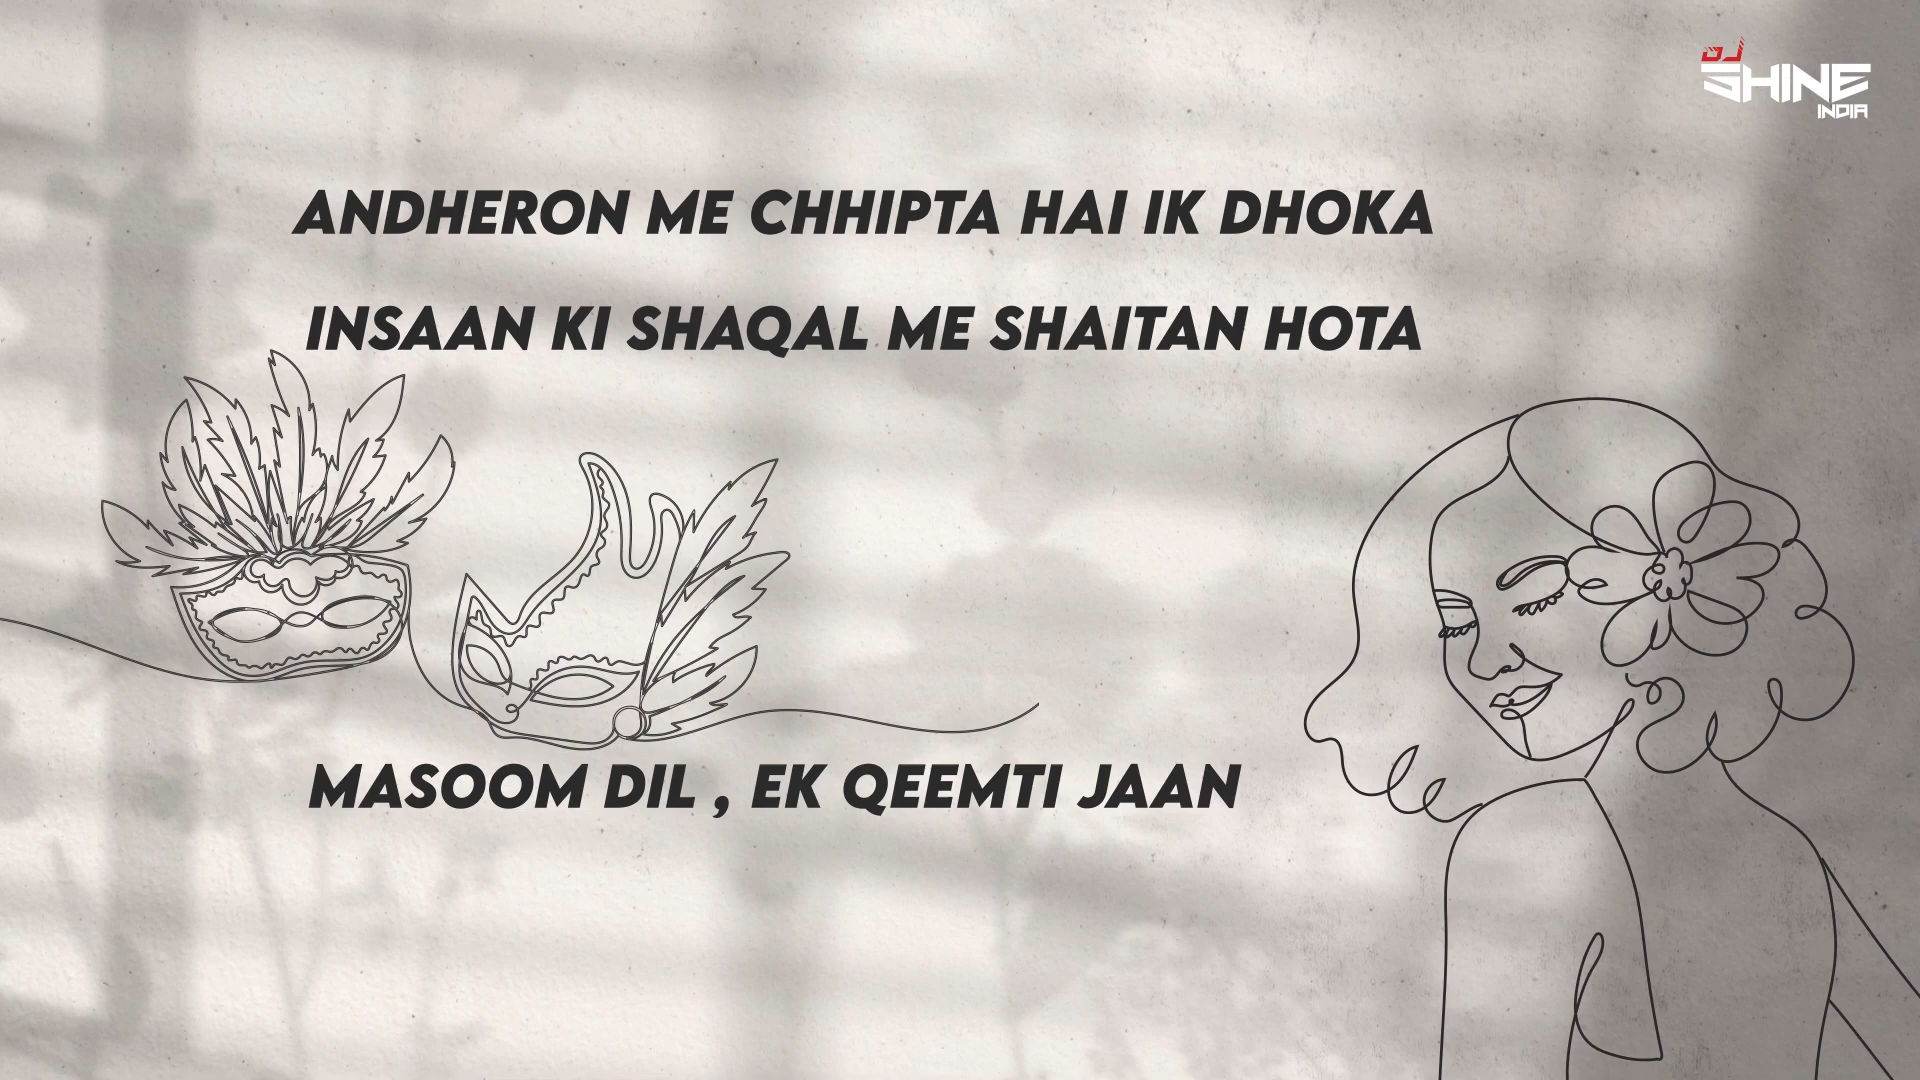 DJ
SHINE
INDIA
ANDHERON ME CHHIPTA HAI IK DHOKA
INSAAN KI SHAQAL ME SHAITAN HOTA
MASOOM DIL , EK QEEMTI JAAN